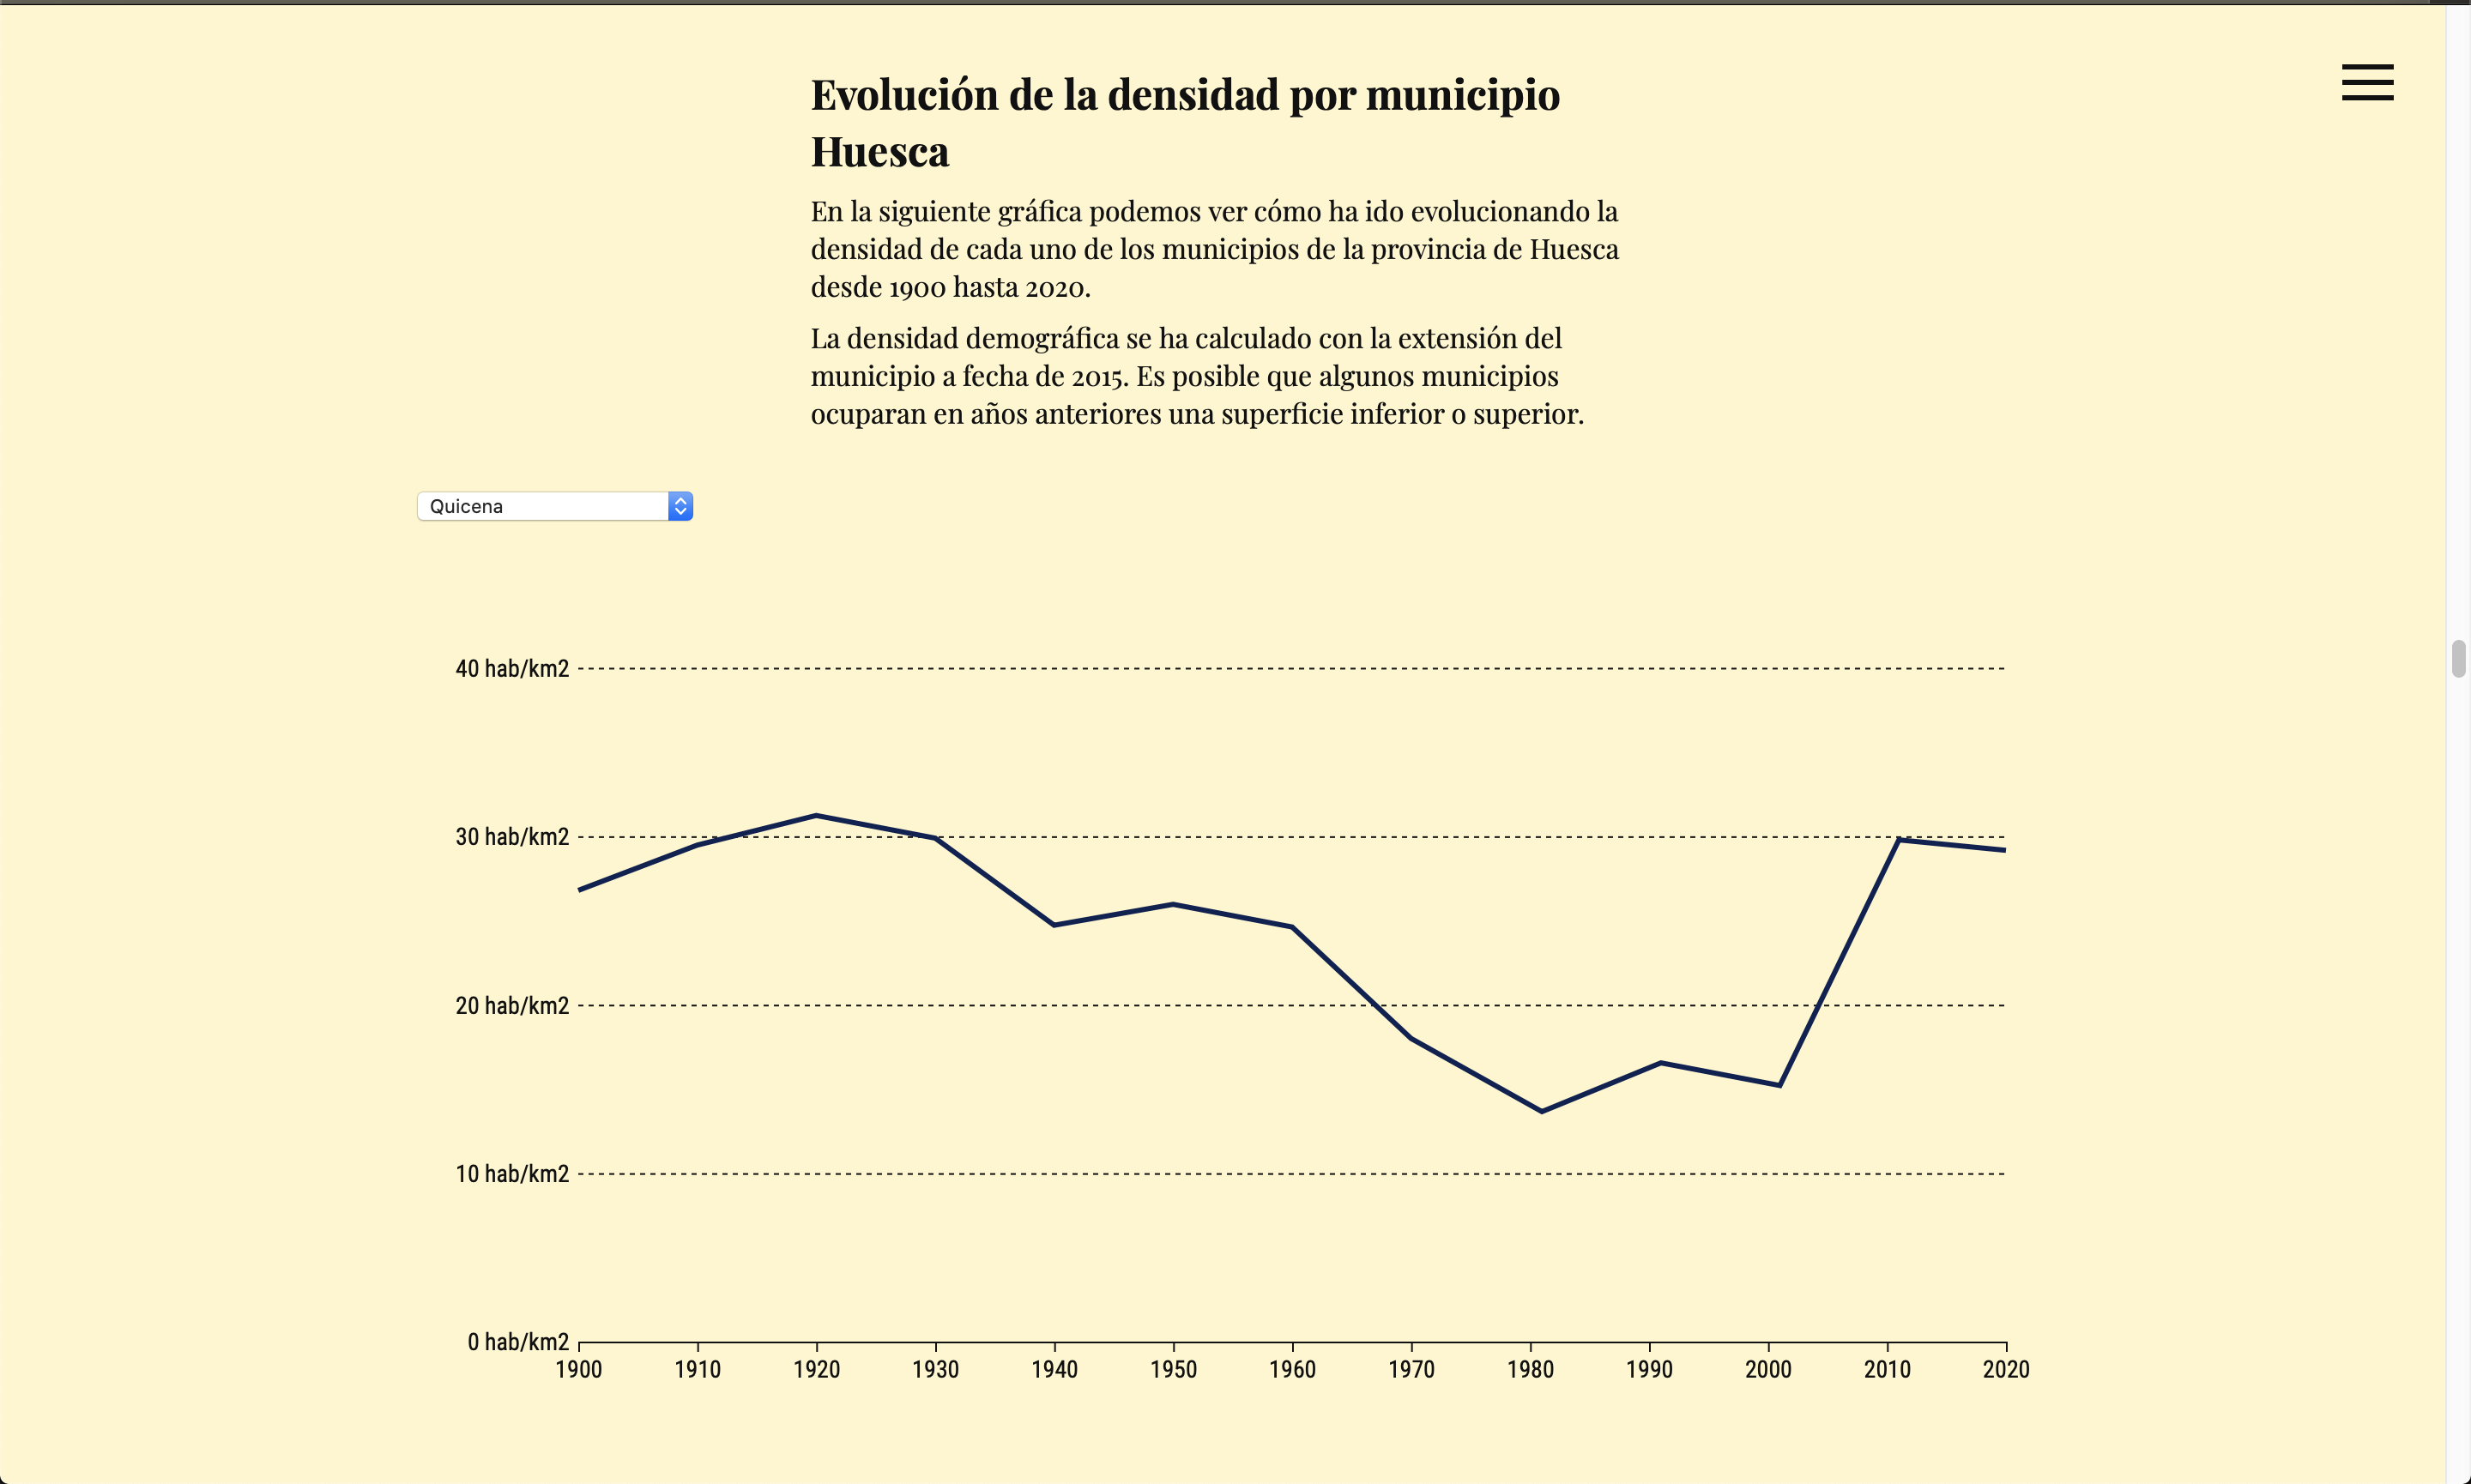 Evolución de la densidad por municipio
Huesca
En la siguiente gráfica podemos ver cómo ha ido evolucionando la
densidad de cada uno de los municipios de la provincia de Huesca
desde 1900 hasta 2020.
La densidad demográfica se ha calculado con la extensión del
municipio a fecha de 2015. Es posible que algunos municipios
ocuparan en años anteriores una superficie inferior o superior.
Quicena
40 hab/km2
30 hab/km2
20 hab/km2
10 hab/km2
0 hab/km2
1900 1910 1920 1930 1940 1950 1960 1970 1980 1990 2000 2010 2020